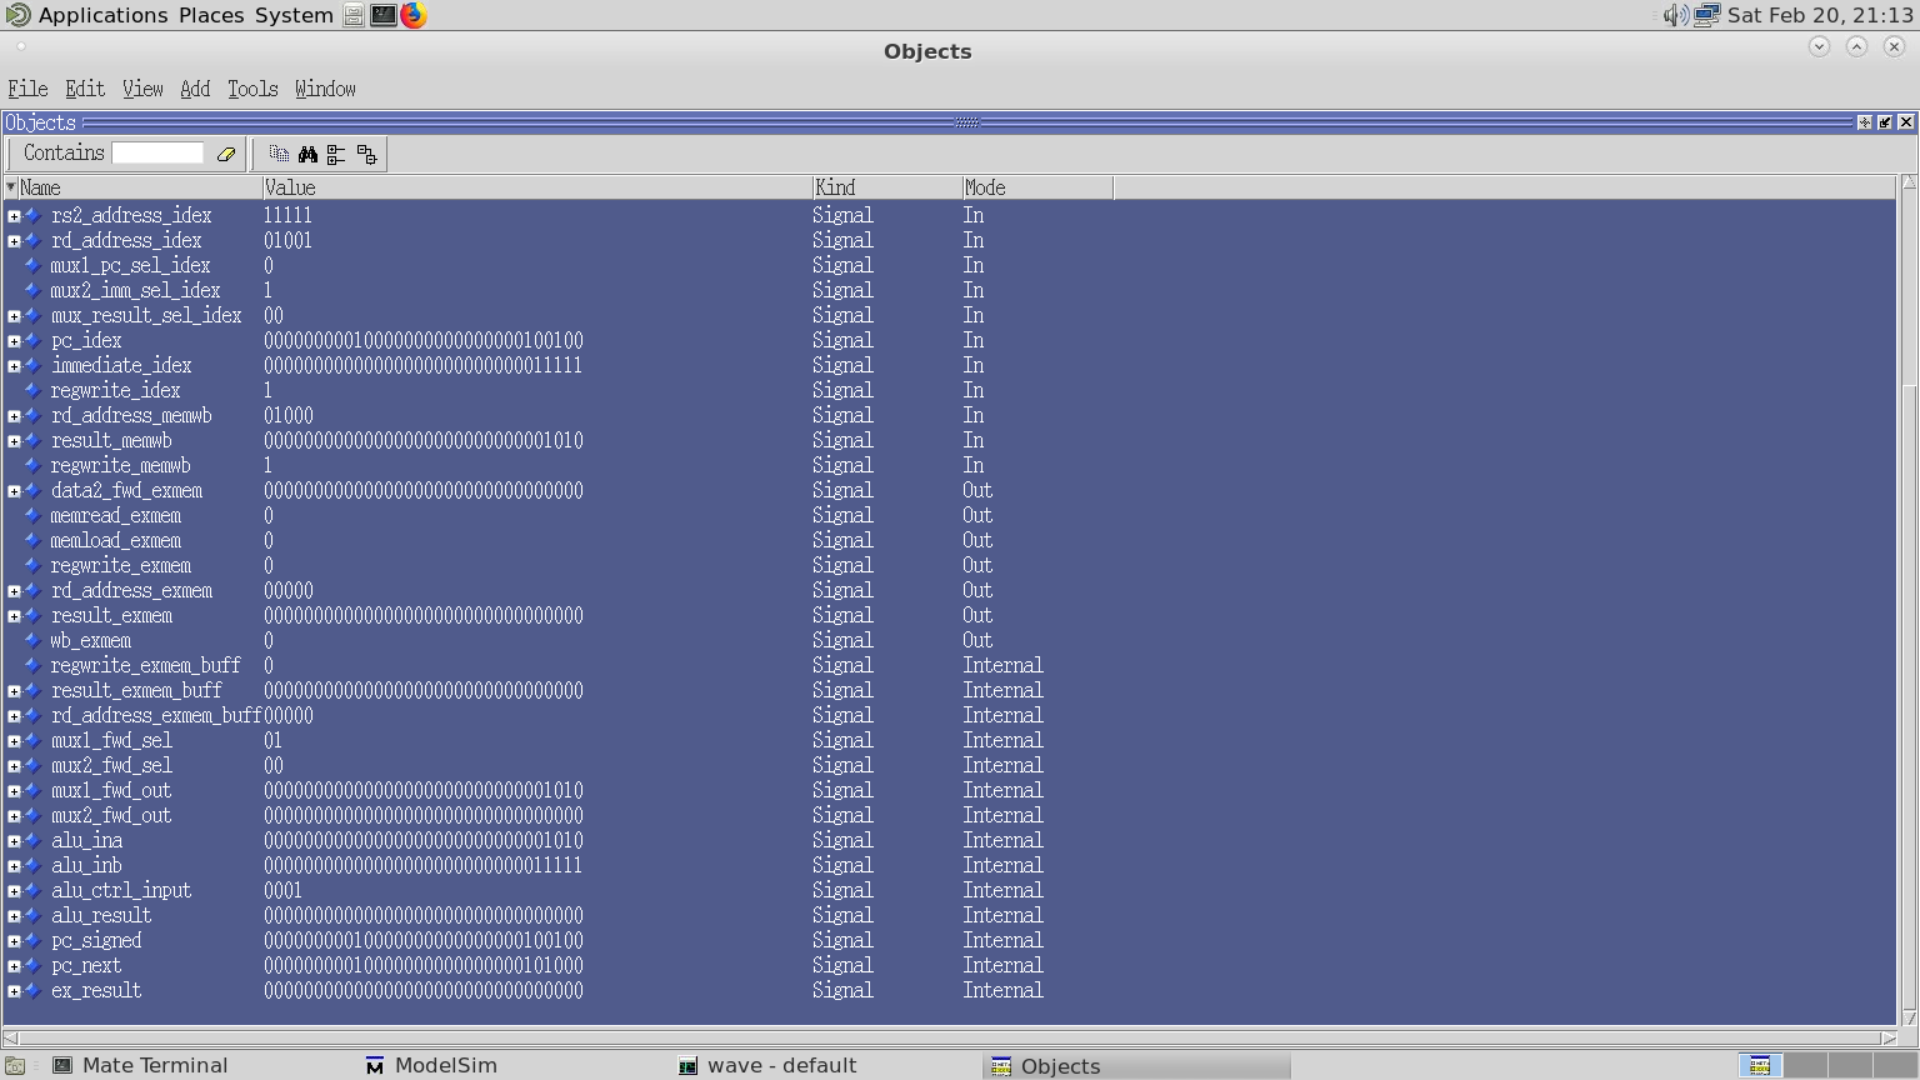 Applications Places System
Sat Feb 20, 21:13
Objects
File Edit View Add Tools Window
Objects
Contains
Name Value Kind Mode
rs2_address_idex 11111 Signal In
rd_address_idex 01001 Signal In
mux1_pc_sel_idex 0 Signal In
mux2_imm_sel_idex 1 Signal In
mux_result_sel_idex 00 Signal In
pc_idex 00000000010000000000000000100100 Signal In
immediate_idex 00000000000000000000000000011111 Signal In
regwrite_idex 1 Signal In
rd_address_memwb 01000 Signal In
result_memwb 00000000000000000000000000001010 Signal In
regwrite_memwb 1 Signal In
data2_fwd_exmem 00000000000000000000000000000000 Signal Out
memread_exmem 0 Signal Out
memload_exmem 0 Signal Out
regwrite_exmem 0 Signal Out
rd_address_exmem 00000 Signal Out
result_exmem 00000000000000000000000000000000 Signal Out
wb_exmem 0 Signal Out
regwrite_exmem_buff 0 Signal Internal
result_exmem_buff 00000000000000000000000000000000 Signal Internal
rd_address_exmem_buff 00000 Signal Internal
mux1_fwd_sel 01 Signal Internal
mux2_fwd_sel 00 Signal Internal
mux1_fwd_out 00000000000000000000000000001010 Signal Internal
mux2_fwd_out 00000000000000000000000000000000 Signal Internal
alu_ina 00000000000000000000000000001010 Signal Internal
alu_inb 00000000000000000000000000011111 Signal Internal
alu_ctrl_input 0001 Signal Internal
alu_result 00000000000000000000000000000000 Signal Internal
pc_signed 00000000010000000000000000100100 Signal Internal
pc_next 00000000010000000000000000101000 Signal Internal
ex_result 00000000000000000000000000000000 Signal Internal
Mate Terminal ModelSim wave - default Objects